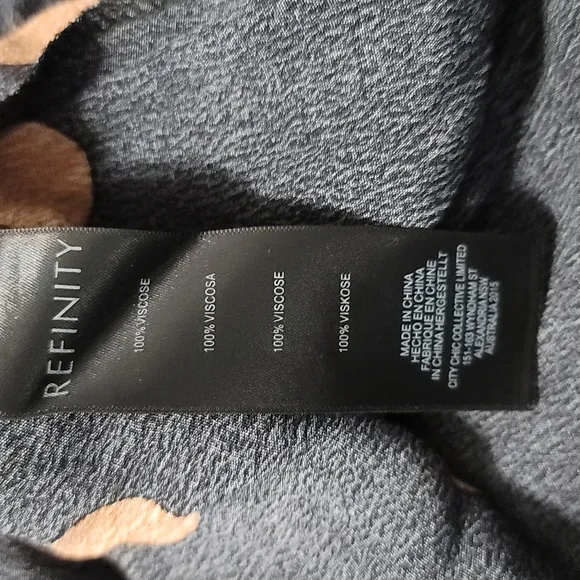 REFINITY
100% VISCOSE
100% VISCOSA
100% VISCOSE
100% VISKOSE
MADE IN CHINA
HECHO EN CHINA
FABRIQUE EN CHINE
IN CHINA HERGESTELLT
CITY CHIC COLLECTIVE LIMITED
151-163 WYNDHAM ST
ALEXANDRIA NSW
AUSTRALIA 2015